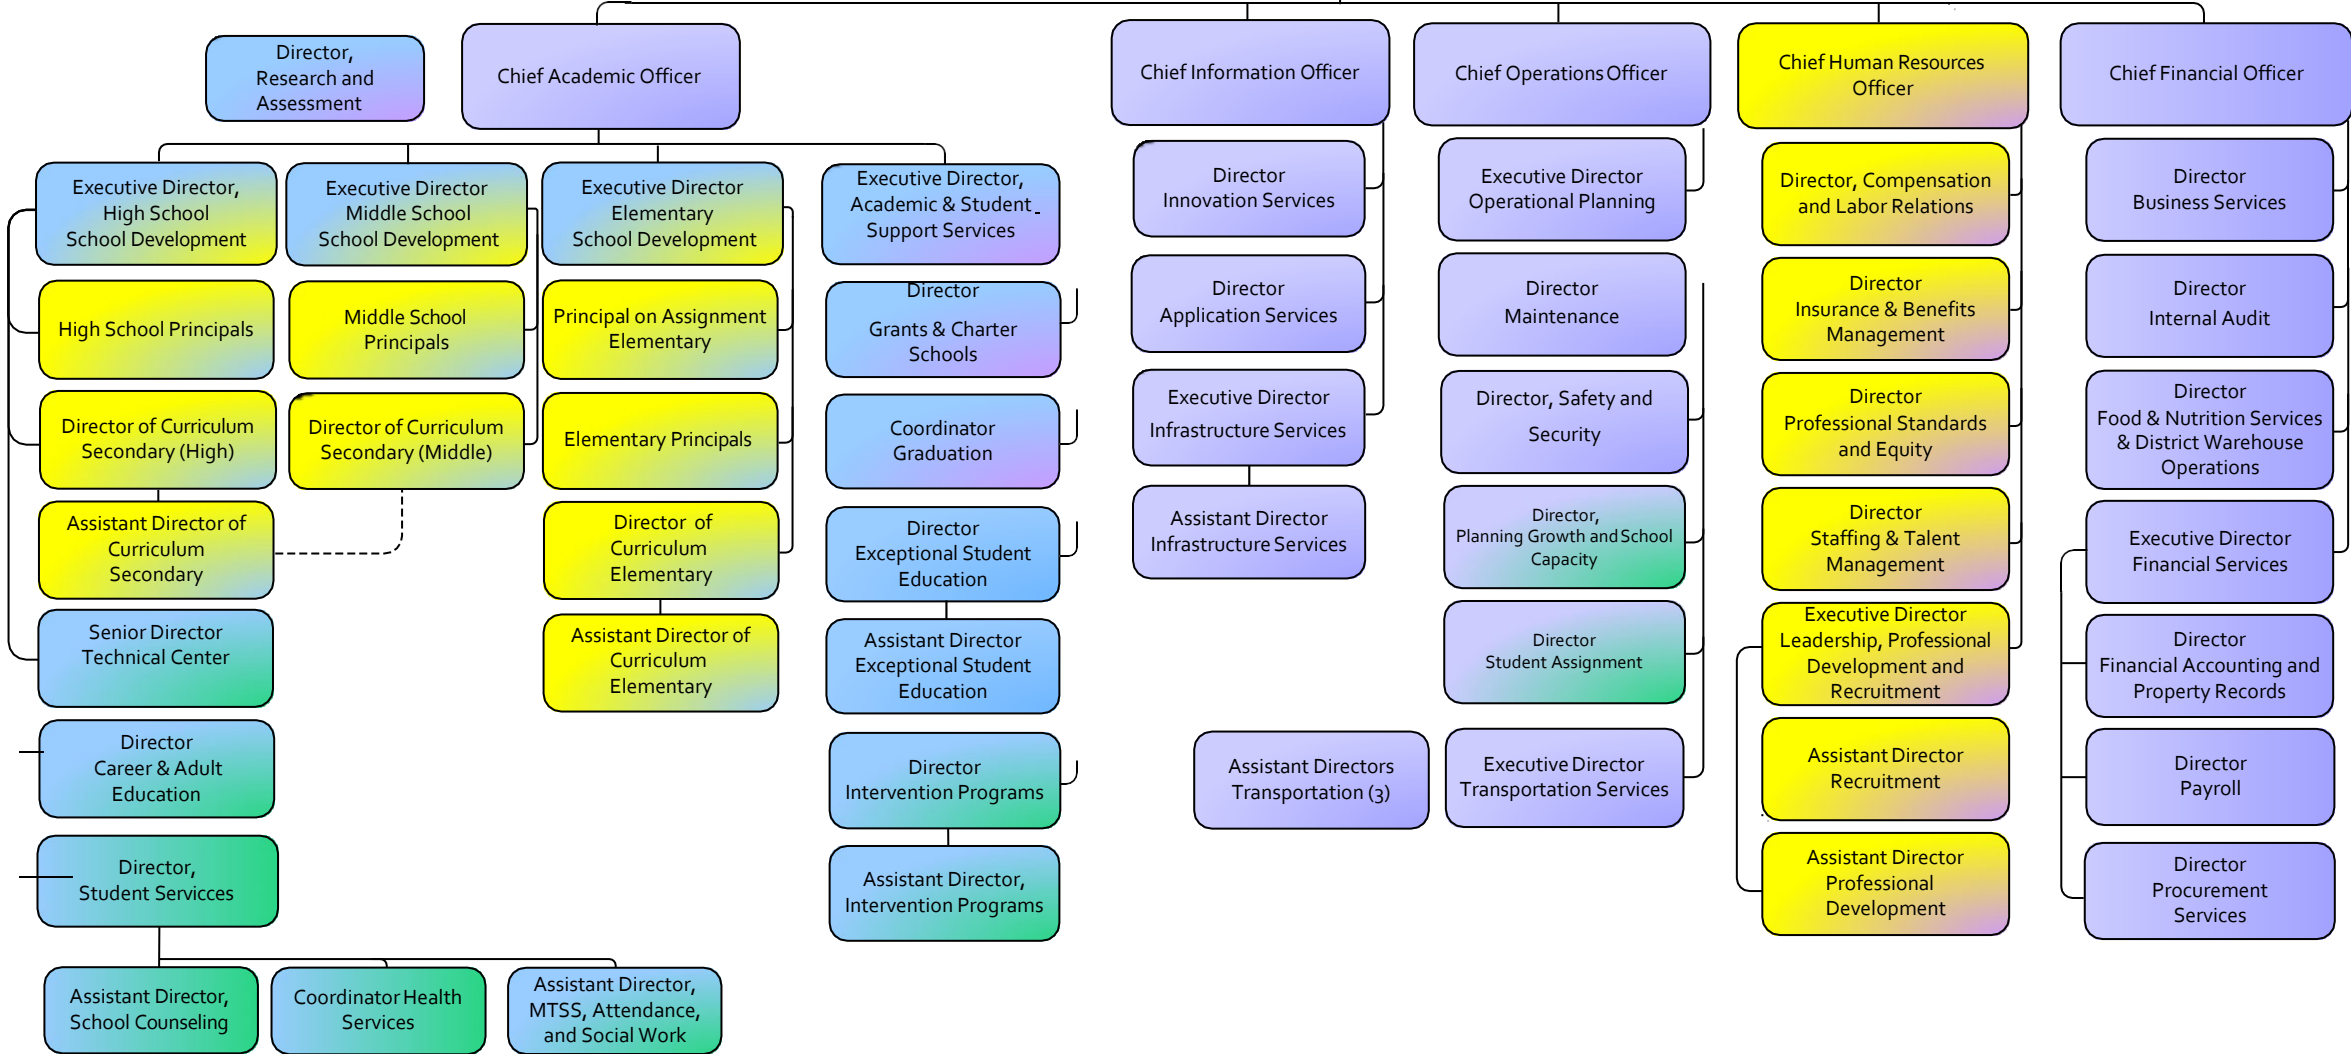 Director,
Research and
Assessment
Chief Academic Officer
Chief Information Officer
Chief Operations Officer
Chief Human Resources
Officer
Chief Financial Officer
Executive Director,
High School
School Development
High School Principals
Director of Curriculum
Secondary (High)
Assistant Director of
Curriculum
Secondary
Senior Director
Technical Center
Director
Career & Adult
Education
Director,
Student Servicces
Assistant Director,
School Counseling
Coordinator Health
Services
Assistant Director,
MTSS, Attendance,
and Social Work
Executive Director
Middle School
School Development
Middle School
Principals
Director of Curriculum
Secondary (Middle)
Executive Director
Elementary
School Development
Principal on Assignment
Elementary
Elementary Principals
Director of
Curriculum
Elementary
Assistant Director of
Curriculum
Elementary
Executive Director,
Academic & Student
Support Services
Director
Grants & Charter
Schools
Coordinator
Graduation
Director
Exceptional Student
Education
Assistant Director
Exceptional Student
Education
Director
Intervention Programs
Assistant Director,
Intervention Programs
Director
Innovation Services
Director
Application Services
Executive Director
Infrastructure Services
Assistant Director
Infrastructure Services
Executive Director
Operational Planning
Director
Maintenance
Director, Safety and
Security
Director,
Planning Growth and School
Capacity
Director
Student Assignment
Assistant Directors
Transportation (3)
Executive Director
Transportation Services
Director, Compensation
and Labor Relations
Director
Insurance & Benefits
Management
Director
Professional Standards
and Equity
Director
Staffing & Talent
Management
Executive Director
Leadership, Professional
Development and
Recruitment
Assistant Director
Recruitment
Assistant Director
Professional
Development
Director
Business Services
Director
Internal Audit
Director
Food & Nutrition Services
& District Warehouse
Operations
Executive Director
Financial Services
Director
Financial Accounting and
Property Records
Director
Payroll
Director
Procurement
Services